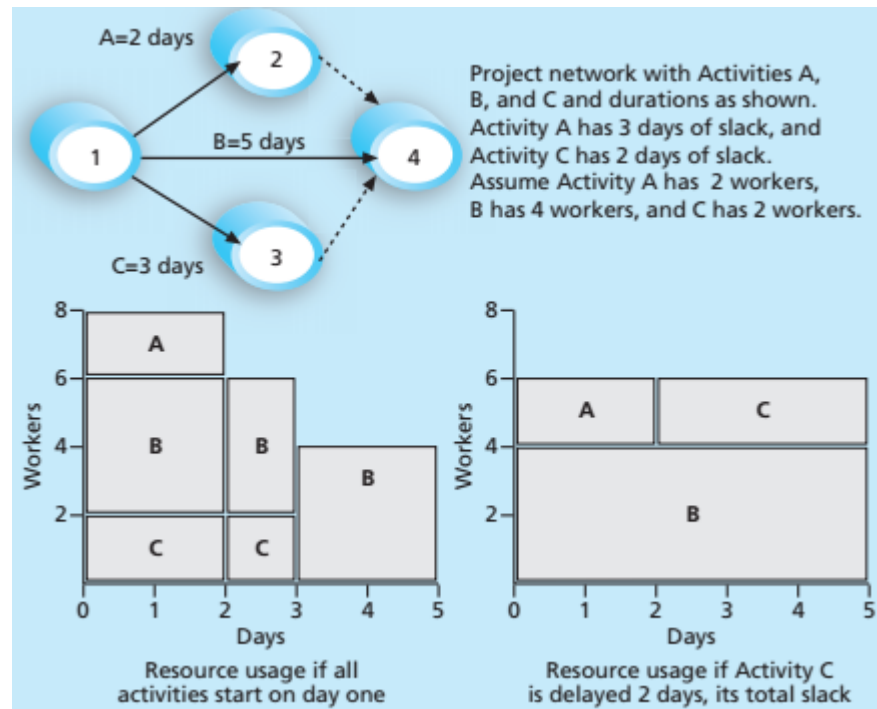 A=2 days
2
Project network with Activities A,
B, and C and durations as shown.
Activity A has 3 days of slack, and
Activity C has 2 days of slack.
Assume Activity A has 2 workers,
B has 4 workers, and C has 2 workers.
1
B=5 days
4
C=3 days
3
8
6
4
2
Workers
A
B
B
B
C
C
0 1 2 3 4 5
Days
Resource usage if all
activities start on day one
8
6
4
2
Workers
A
C
B
0 1 2 3 4 5
Days
Resource usage if Activity C
is delayed 2 days, its total slack